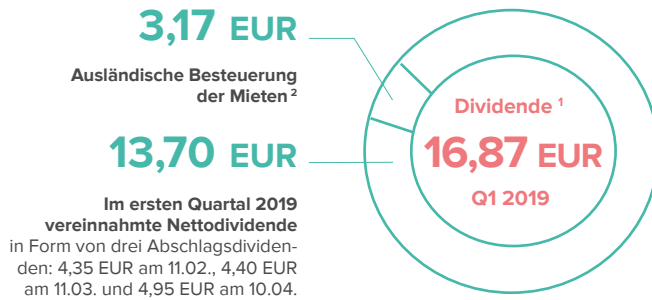 3,17 EUR
Ausländische Besteuerung
der Mieten ²
13,70 EUR
Im ersten Quartal 2019
vereinnahmte Nettodividende
in Form von drei Abschlagsdividen-
den: 4,35 EUR am 11.02., 4,40 EUR
am 11.03. und 4,95 EUR am 10.04.
Dividende ¹
16,87 EUR
Q1 2019